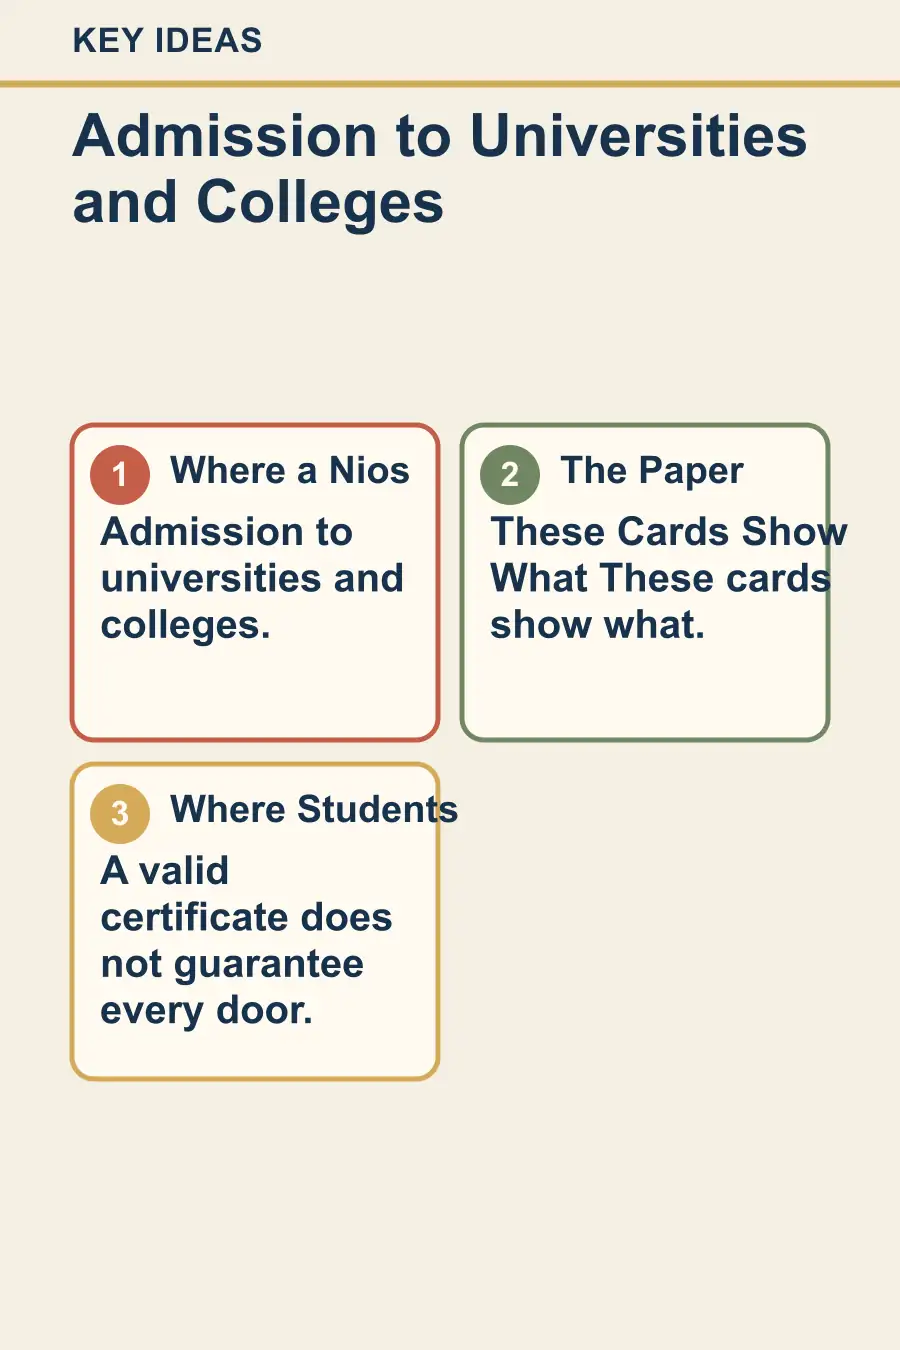 KEY IDEAS
Admission to Universities
and Colleges
1 Where a Nios
Admission to
universities and
colleges.
2 The Paper
These Cards Show
What These cards
show what.
3 Where Students
A valid
certificate does
not guarantee
every door.